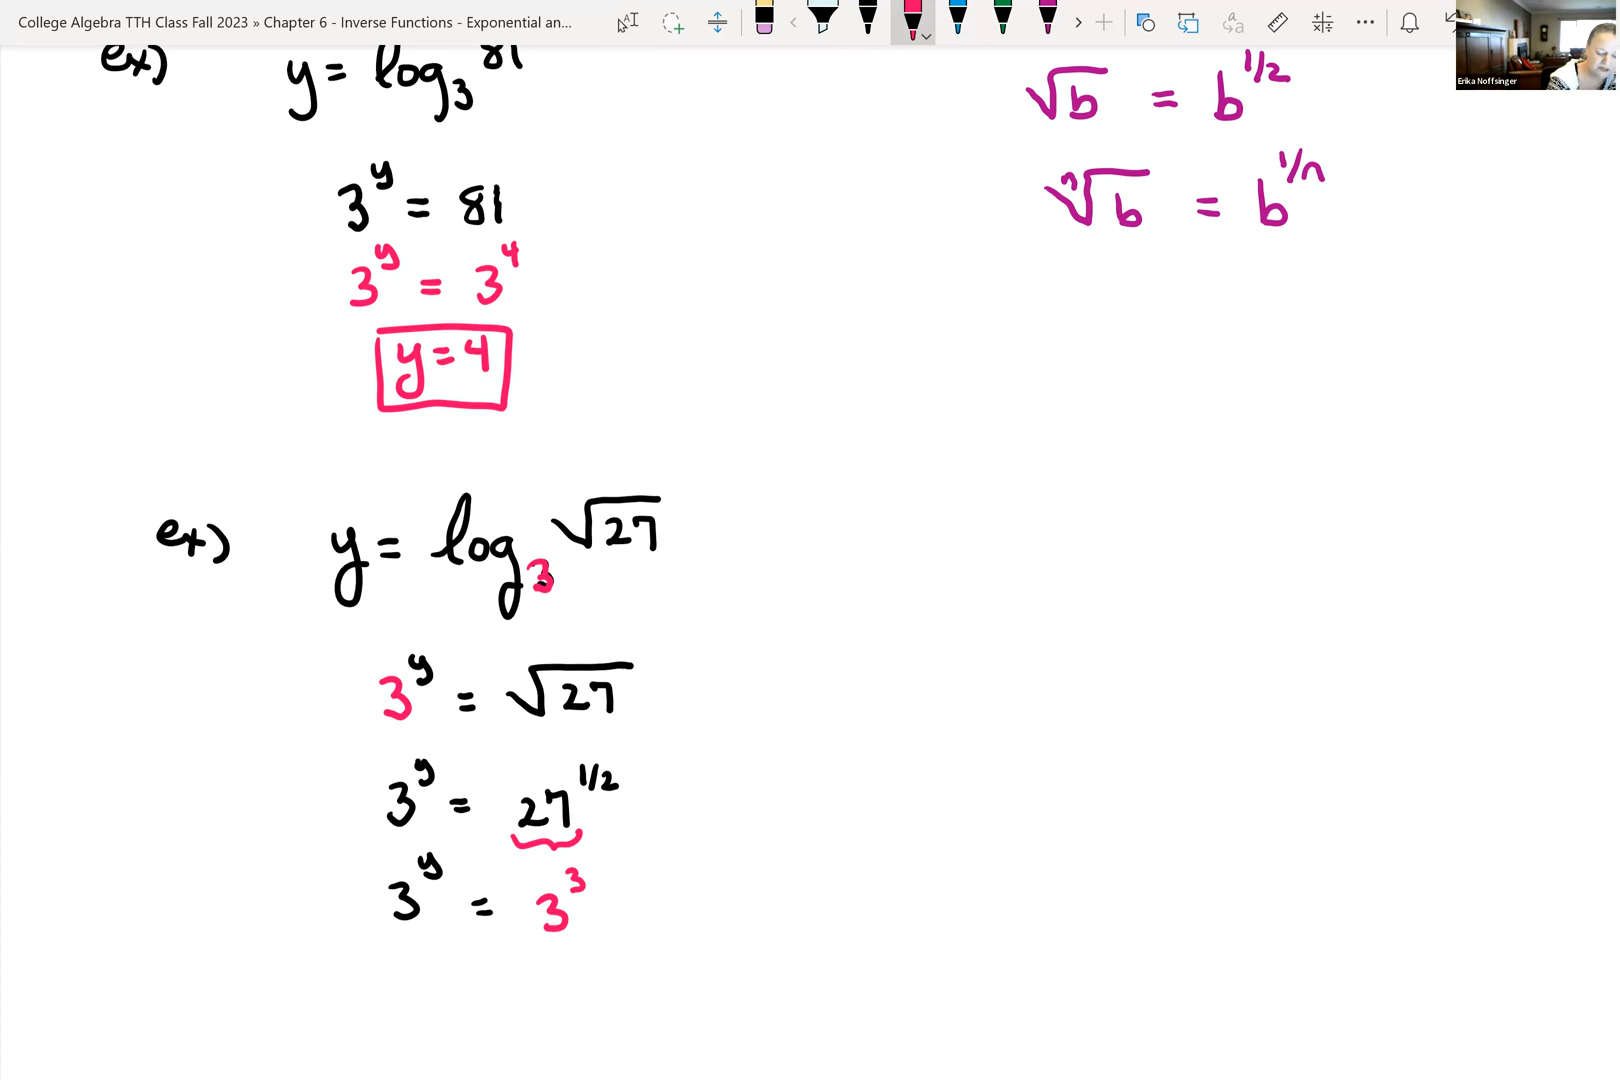 College Algebra TTH Class Fall 2023 » Chapter 6 - Inverse Functions - Exponential an...
Erika Noffsinger
ex) y = log₃ 81
3^y = 81
3^y = 3^4
y = 4
√b = b^1/2
ⁿ√b = b^1/n
ex) y = log₃ √27
3^y = √27
3^y = 27^1/2
3^y = 3^3